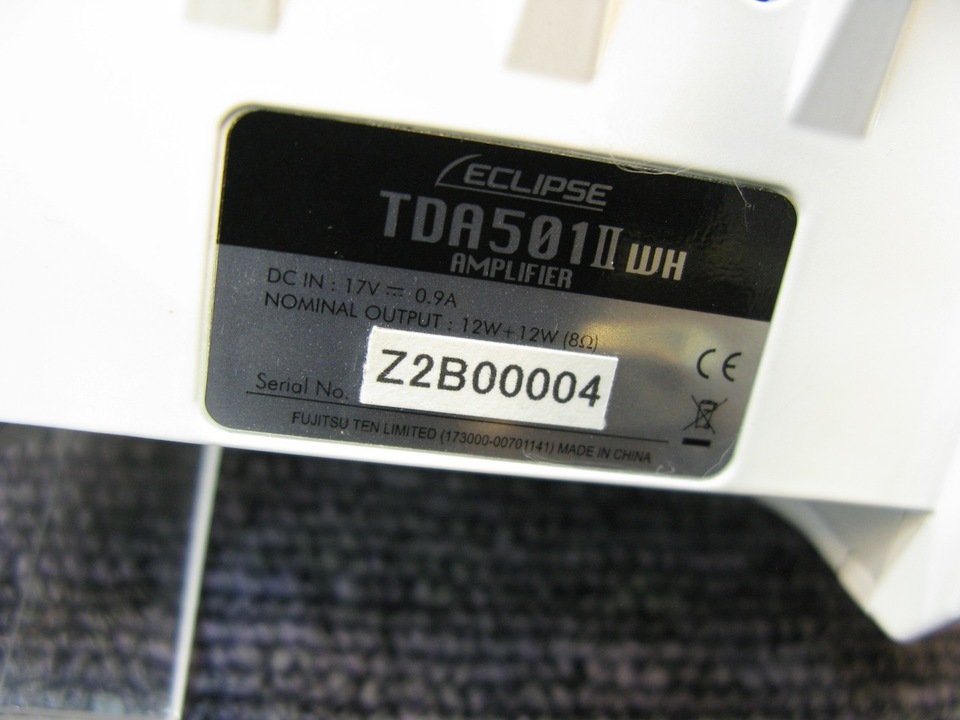 ECLIPSE
TDA501II WH
AMPLIFIER
DC IN : 17V ⎓ 0.9A
NOMINAL OUTPUT : 12W+12W (8Ω)
Serial No. Z2B00004
CE
FUJITSU TEN LIMITED (173000-00701141) MADE IN CHINA